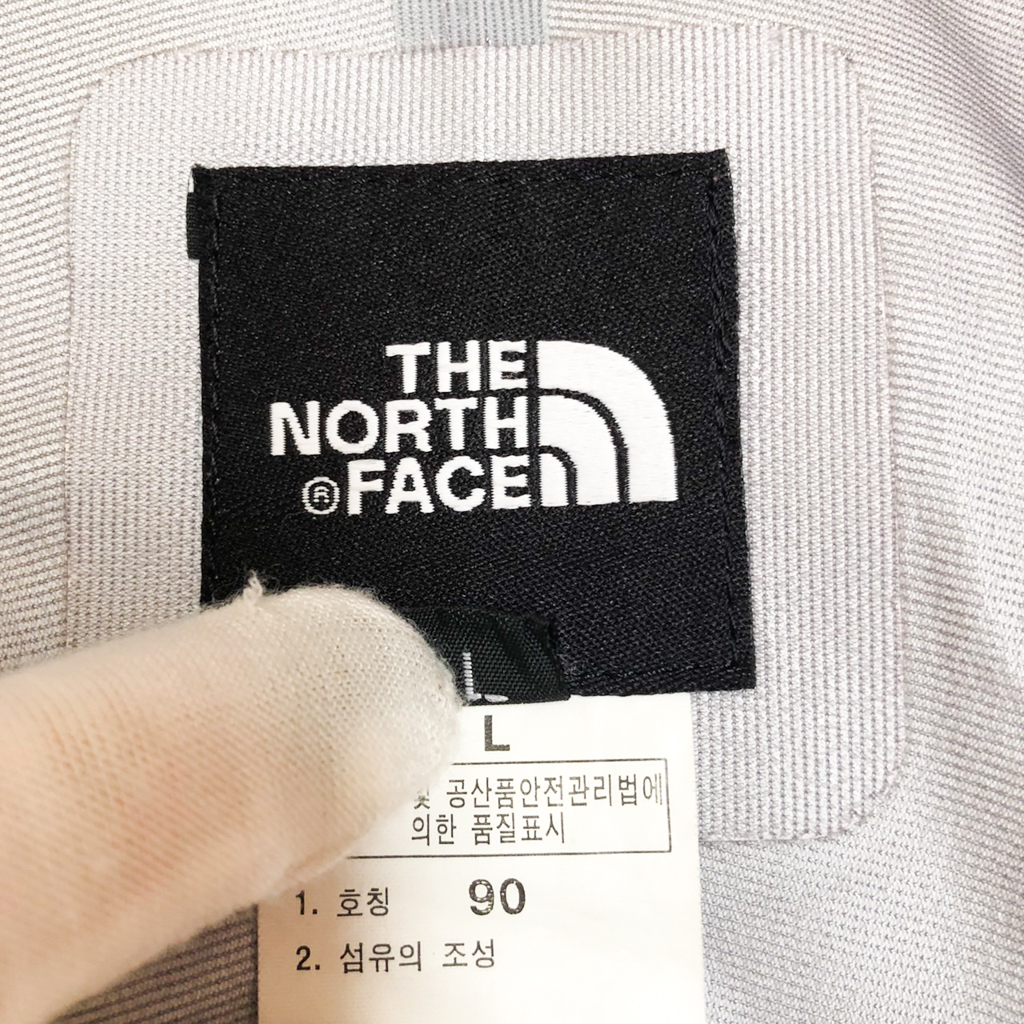 THE
NORTH
® FACE
L
L
및 공산품안전관리법에
의한 품질표시
1. 호칭 90
2. 섬유의 조성